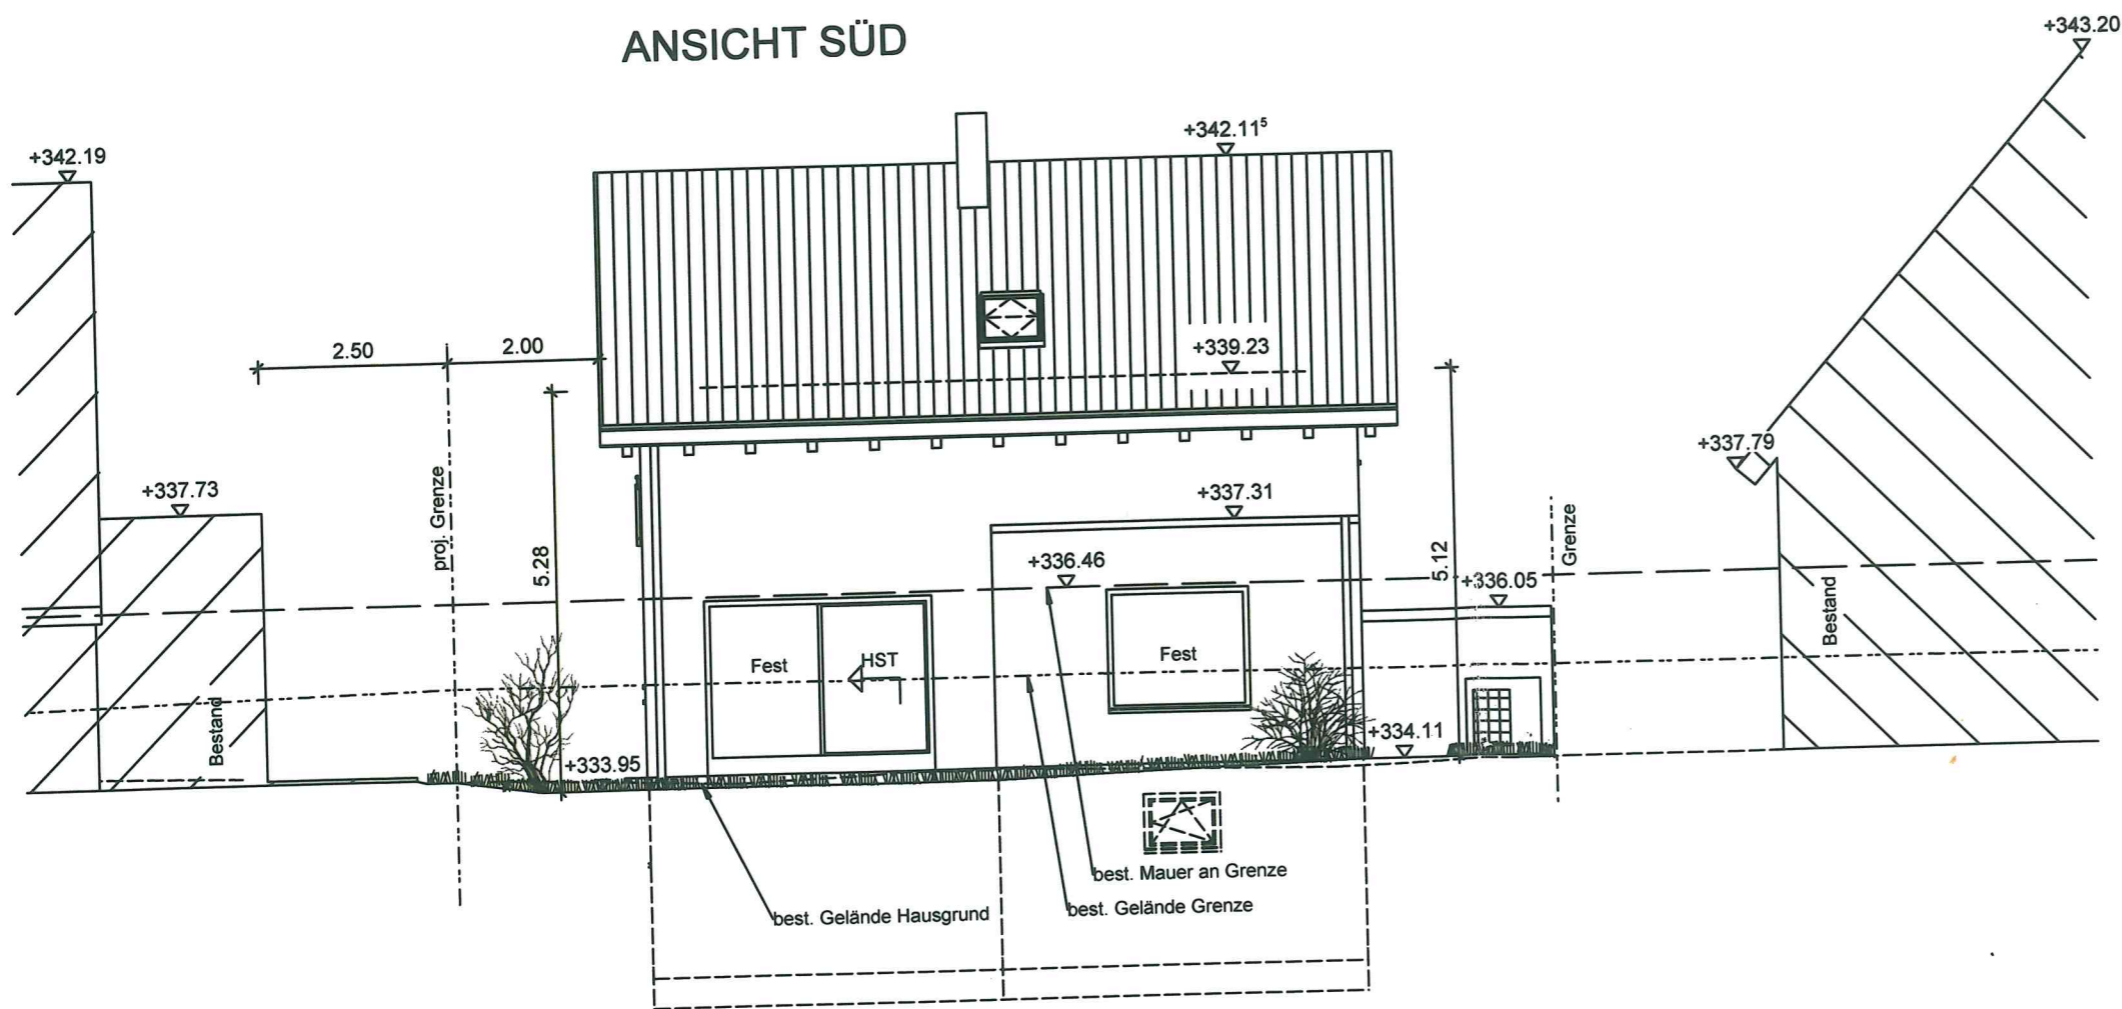 ANSICHT SÜD
+343.20
+342.19
+342.11⁵
2.50
2.00
+339.23
+337.73
+337.79
proj. Grenze
5.28
+337.31
+336.46
5.12
+336.05
Grenze
Bestand
Fest
HST
Fest
Bestand
+333.95
+334.11
best. Mauer an Grenze
best. Gelände Grenze
best. Gelände Hausgrund